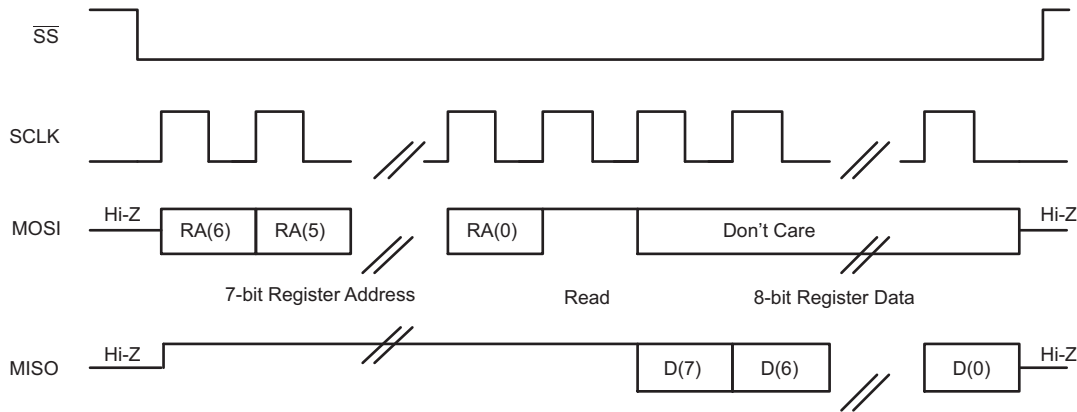 SS
SCLK
MOSI Hi-Z RA(6) RA(5) RA(0) Don't Care Hi-Z
7-bit Register Address Read 8-bit Register Data
MISO Hi-Z D(7) D(6) D(0) Hi-Z